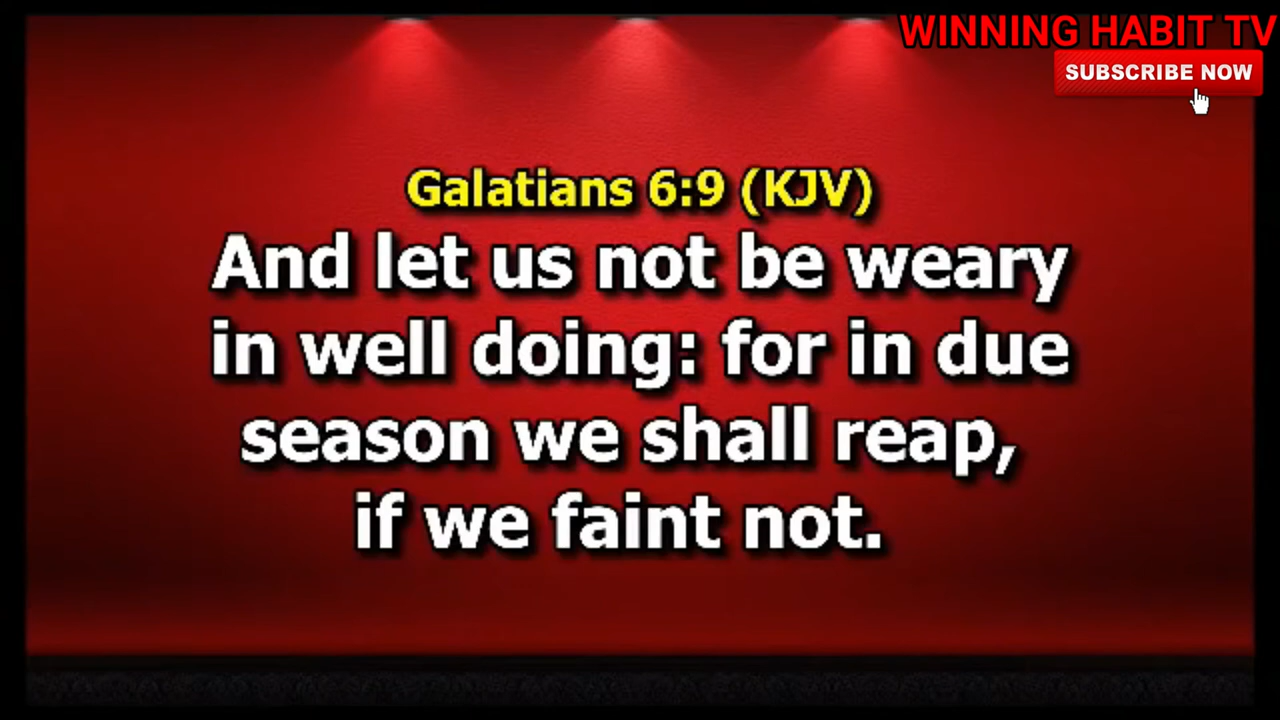 WINNING HABIT TV
SUBSCRIBE NOW
Galatians 6:9 (KJV)
And let us not be weary
in well doing: for in due
season we shall reap,
if we faint not.